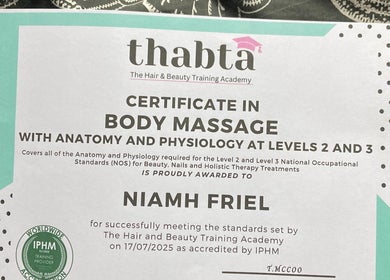 thabta
The Hair & Beauty Training Academy
CERTIFICATE IN
BODY MASSAGE
WITH ANATOMY AND PHYSIOLOGY AT LEVELS 2 AND 3
Covers all of the Anatomy and Physiology required for the Level 2 and Level 3 National Occupational
Standards (NOS) for Beauty, Nails and Holistic Therapy Treatments
IS PROUDLY AWARDED TO
NIAMH FRIEL
for successfully meeting the standards set by
The Hair and Beauty Training Academy
on 17/07/2025 as accredited by IPHM
WORLDWIDE
IPHM
TRAINING
PROVIDER
T.MCCOO